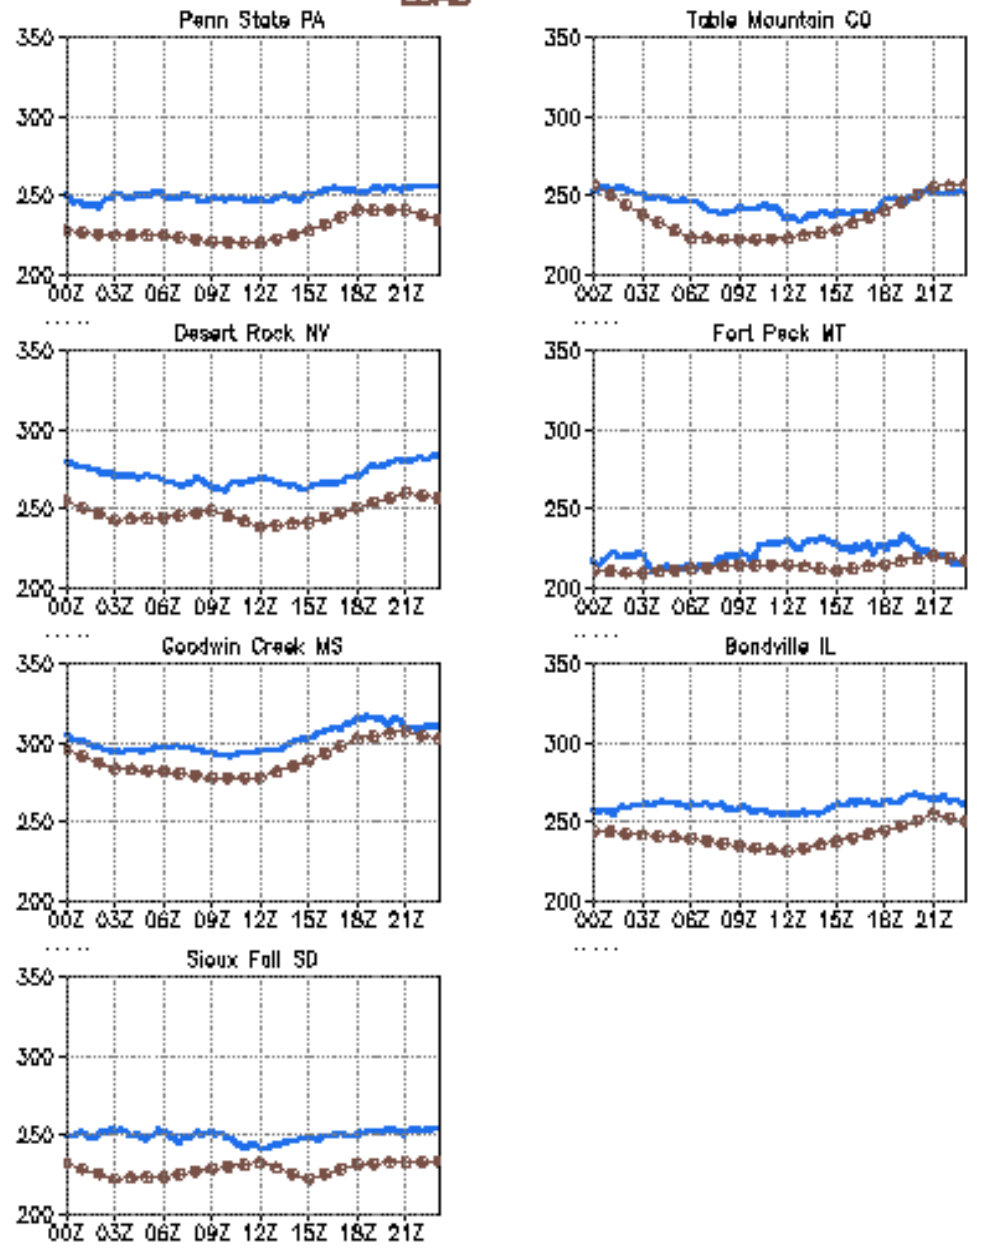 Penn State PA
350
300
250
200
00Z 03Z 06Z 09Z 12Z 15Z 18Z 21Z
Table Mountain CO
350
300
250
200
00Z 03Z 06Z 09Z 12Z 15Z 18Z 21Z
Desert Rock NV
350
300
250
200
00Z 03Z 06Z 09Z 12Z 15Z 18Z 21Z
Fort Peck MT
350
300
250
200
00Z 03Z 06Z 09Z 12Z 15Z 18Z 21Z
Goodwin Creek MS
350
300
250
200
00Z 03Z 06Z 09Z 12Z 15Z 18Z 21Z
Bondville IL
350
300
250
200
00Z 03Z 06Z 09Z 12Z 15Z 18Z 21Z
Sioux Fall SD
350
300
250
200
00Z 03Z 06Z 09Z 12Z 15Z 18Z 21Z